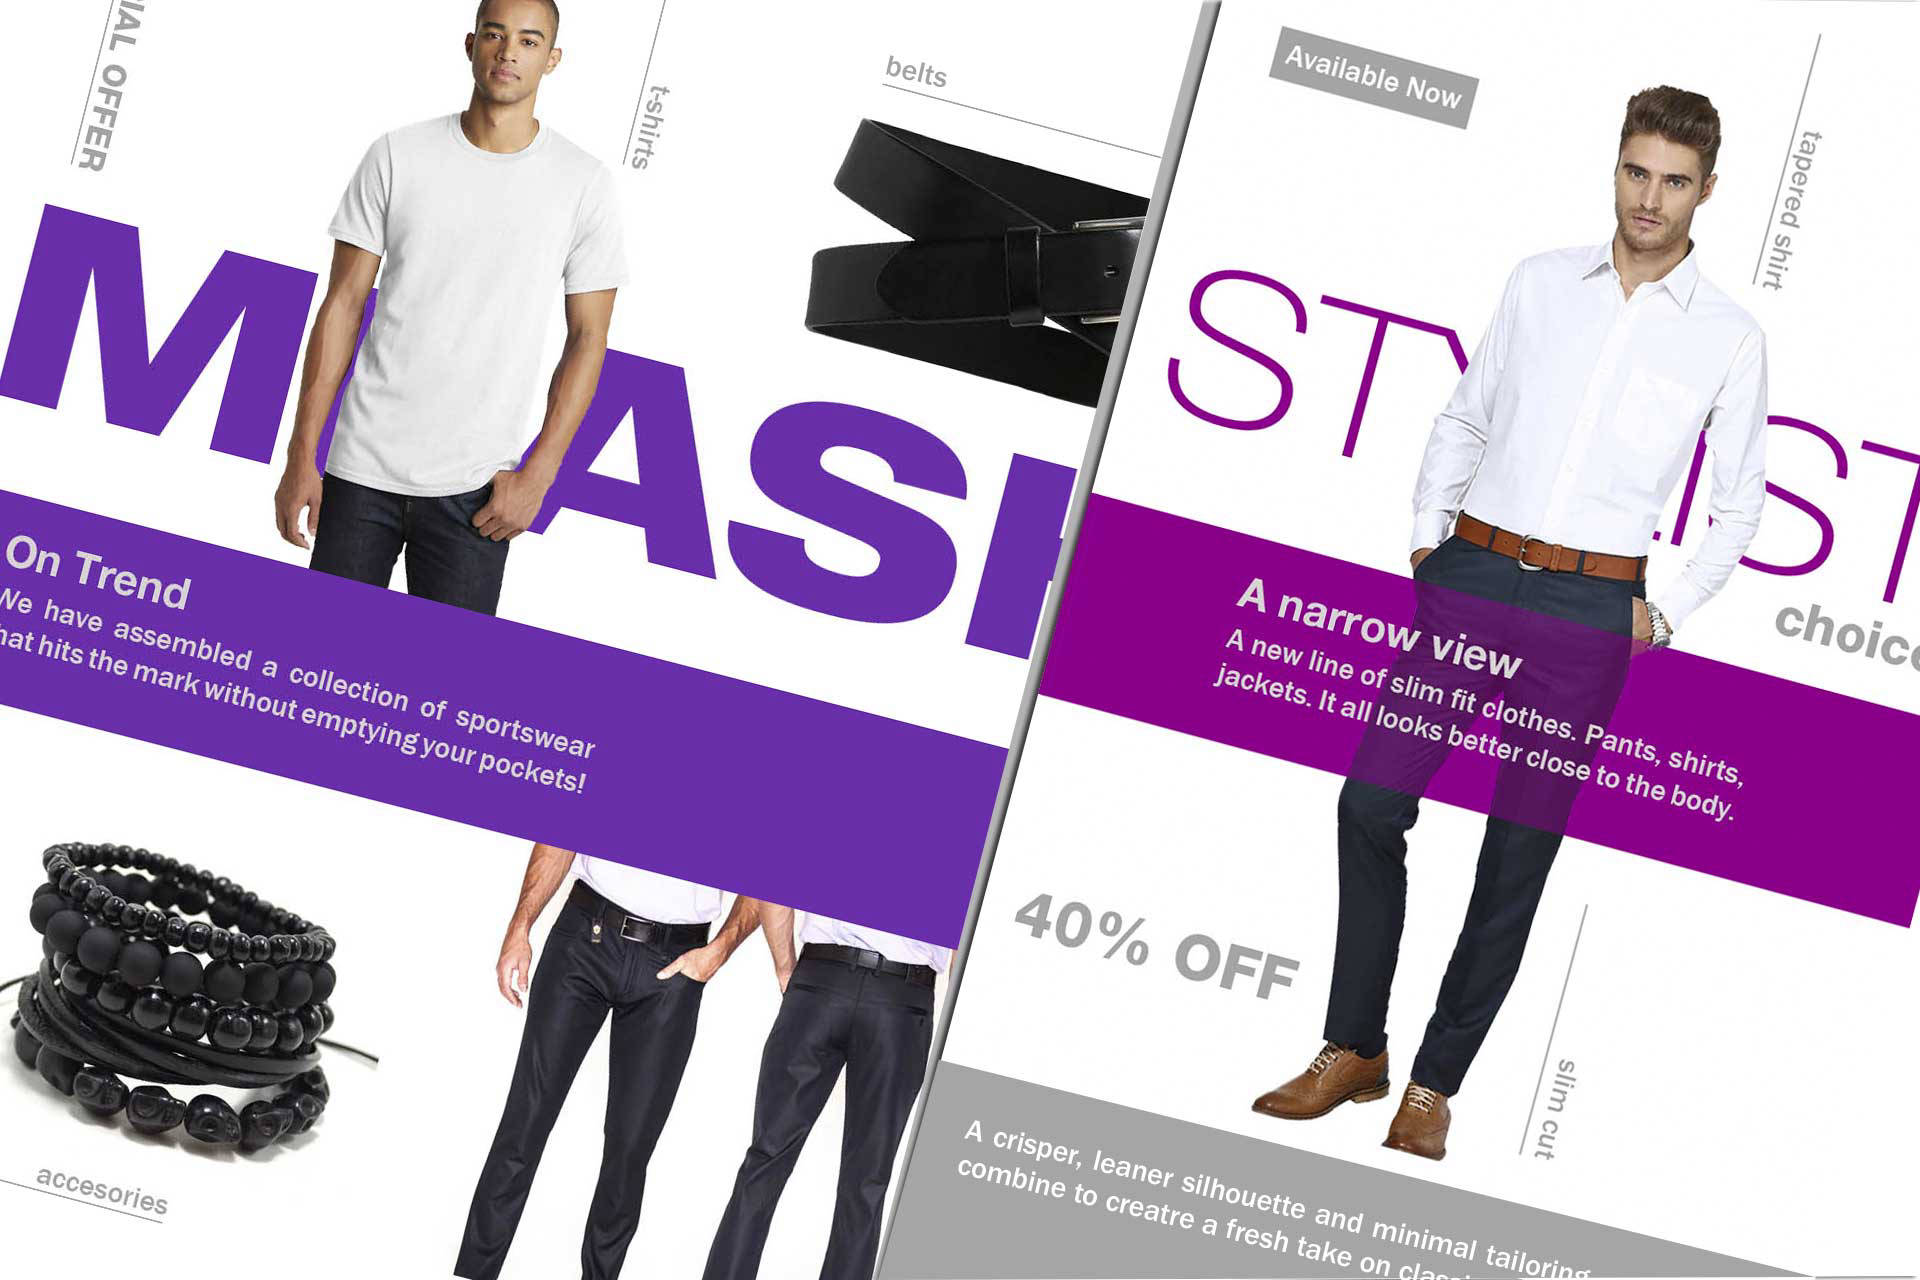 OFFER
t-shirts
belts
On Trend
We have assembled a collection of sportswear
hat hits the mark without emptying your pockets!
accesories
Available Now
tapered shirt
choice
A narrow view
A new line of slim fit clothes. Pants, shirts,
jackets. It all looks better close to the body.
40% OFF
slim cut
A crisper, leaner silhouette and minimal tailoring
combine to creatre a fresh take on